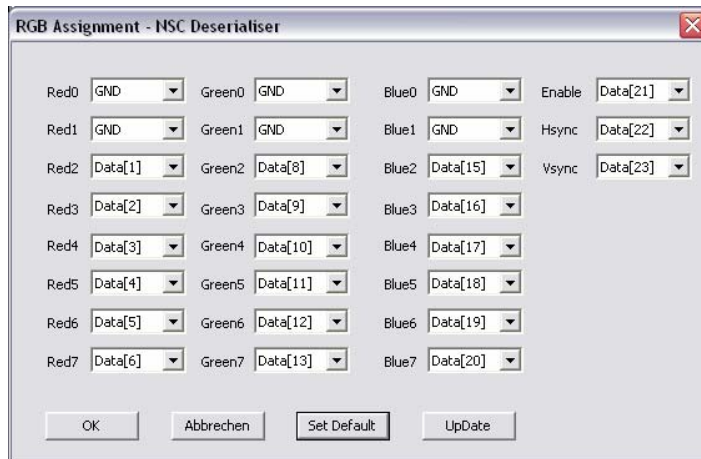 RGB Assignment - NSC Deserialiser
Red0 GND Green0 GND Blue0 GND Enable Data[21]
Red1 GND Green1 GND Blue1 GND Hsync Data[22]
Red2 Data[1] Green2 Data[8] Blue2 Data[15] Vsync Data[23]
Red3 Data[2] Green3 Data[9] Blue3 Data[16]
Red4 Data[3] Green4 Data[10] Blue4 Data[17]
Red5 Data[4] Green5 Data[11] Blue5 Data[18]
Red6 Data[5] Green6 Data[12] Blue6 Data[19]
Red7 Data[6] Green7 Data[13] Blue7 Data[20]
OK Abbrechen Set Default UpDate